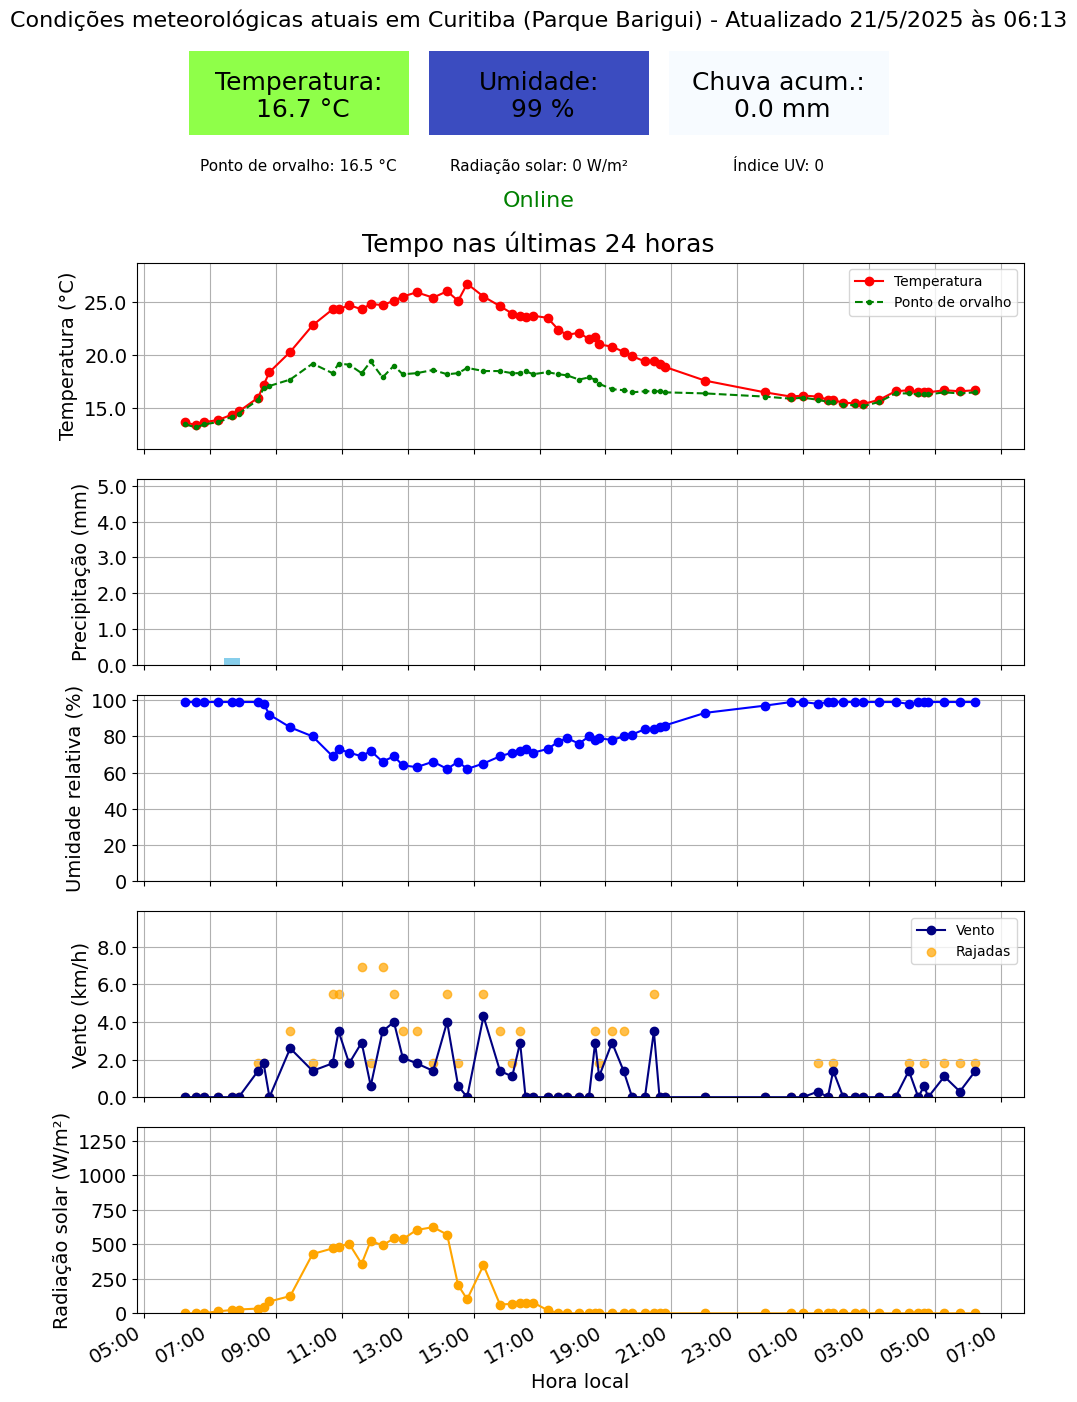 Condições meteorológicas atuais em Curitiba (Parque Barigui) - Atualizado 21/5/2025 às 06:13
Temperatura:
16.7 °C
Umidade:
99 %
Chuva acum.:
0.0 mm
Ponto de orvalho: 16.5 °C
Radiação solar: 0 W/m²
Índice UV: 0
Online
Tempo nas últimas 24 horas
Temperatura (°C)
25.0
20.0
15.0
Temperatura
Ponto de orvalho
Precipitação (mm)
5.0
4.0
3.0
2.0
1.0
0.0
Umidade relativa (%)
100
80
60
40
20
0
Vento (km/h)
8.0
6.0
4.0
2.0
0.0
Vento
Rajadas
Radiação solar (W/m²)
1250
1000
750
500
250
0
05:00
07:00
09:00
11:00
13:00
15:00
17:00
19:00
21:00
23:00
01:00
03:00
05:00
07:00
Hora local